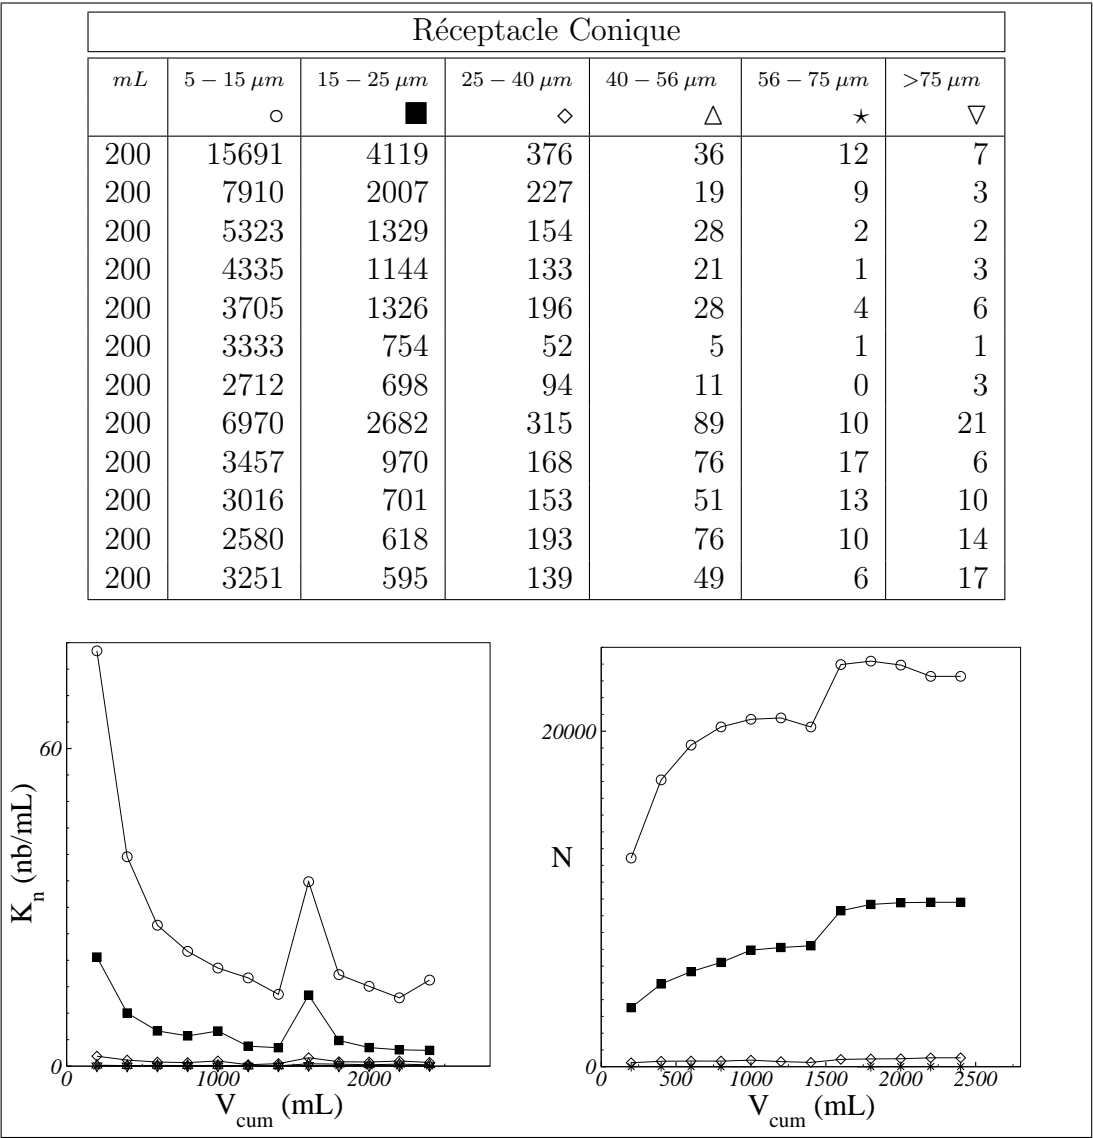 Réceptacle Conique
mL 5 – 15 μm 15 – 25 μm 25 – 40 μm 40 – 56 μm 56 – 75 μm >75 μm
○ ■ ◇ △ ⋆ ▽
200 15691 4119 376 36 12 7
200 7910 2007 227 19 9 3
200 5323 1329 154 28 2 2
200 4335 1144 133 21 1 3
200 3705 1326 196 28 4 6
200 3333 754 52 5 1 1
200 2712 698 94 11 0 3
200 6970 2682 315 89 10 21
200 3457 970 168 76 17 6
200 3016 701 153 51 13 10
200 2580 618 193 76 10 14
200 3251 595 139 49 6 17
K_n (nb/mL)
60
0
0 1000 2000
V_cum (mL)
N
20000
0
0 500 1000 1500 2000 2500
V_cum (mL)